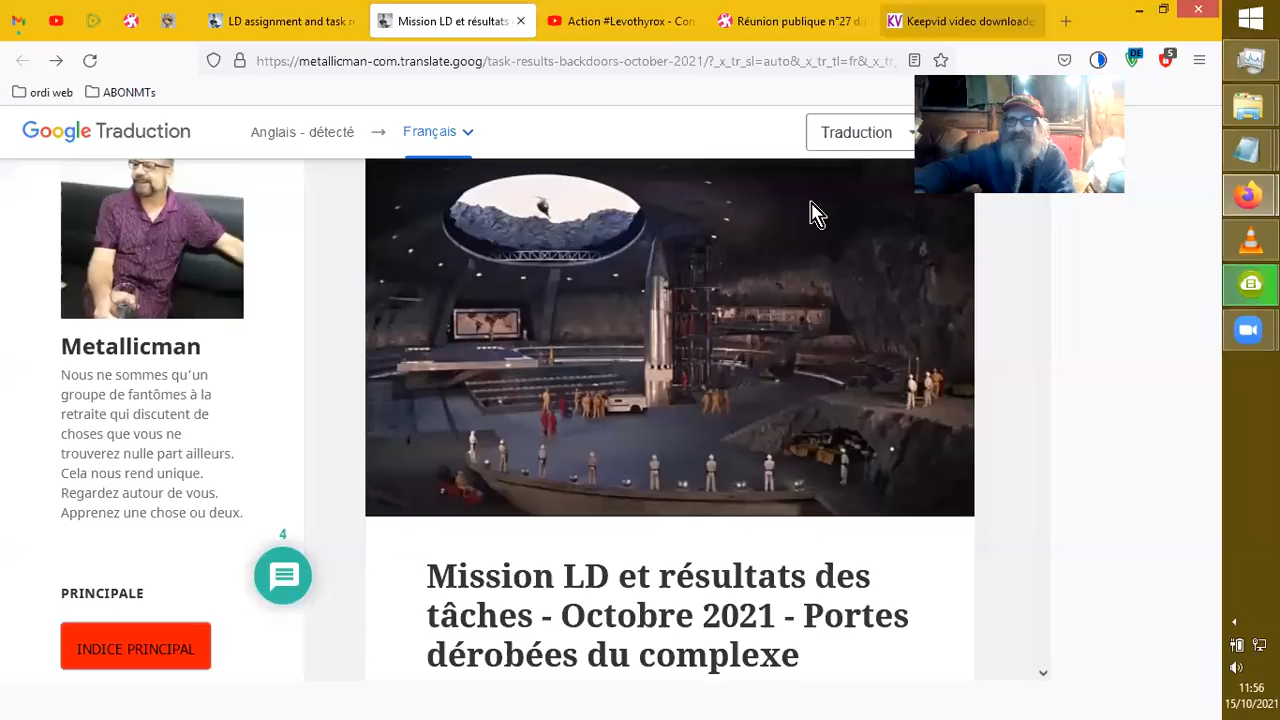 LD assignment and task r
Mission LD et résultats
Action #Levothyrox - Con
Réunion publique n°27 d
Keepvid video downloade
https://metallicman-com.translate.goog/task-results-backdoors-october-2021/?_x_tr_sl=auto&_x_tr_tl=fr&_x_tr_
DE
5
ordi web
ABONMTs
Google Traduction
Anglais - détecté
Français
Traduction
Metallicman
Nous ne sommes qu'un
groupe de fantômes à la
retraite qui discutent de
choses que vous ne
trouverez nulle part ailleurs.
Cela nous rend unique.
Regardez autour de vous.
Apprenez une chose ou deux.
4
PRINCIPALE
INDICE PRINCIPAL
Mission LD et résultats des
tâches - Octobre 2021 - Portes
dérobées du complexe
11:56
15/10/2021